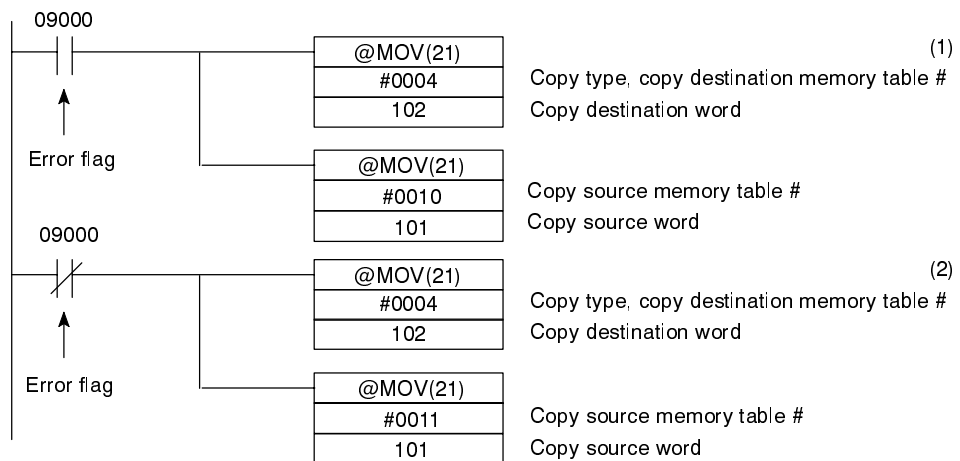 09000
@MOV(21) (1)
#0004 Copy type, copy destination memory table #
102 Copy destination word
Error flag
@MOV(21)
#0010 Copy source memory table #
101 Copy source word
09000
@MOV(21) (2)
#0004 Copy type, copy destination memory table #
102 Copy destination word
Error flag
@MOV(21)
#0011 Copy source memory table #
101 Copy source word